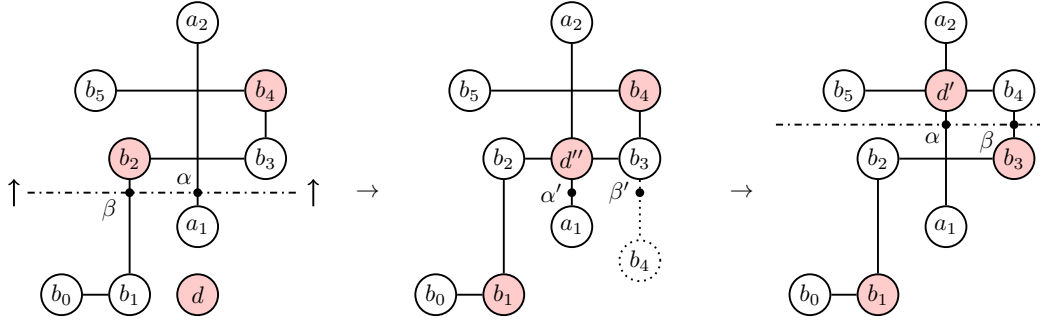 a₂
b₅ b₄
b₂ b₃
α
β
a₁
b₀ b₁ d
→
a₂
b₅ b₄
b₂ d'' b₃
α' β'
a₁
b₄
b₀ b₁
→
a₂
b₅ d' b₄
α β
b₂ b₃
a₁
b₀ b₁